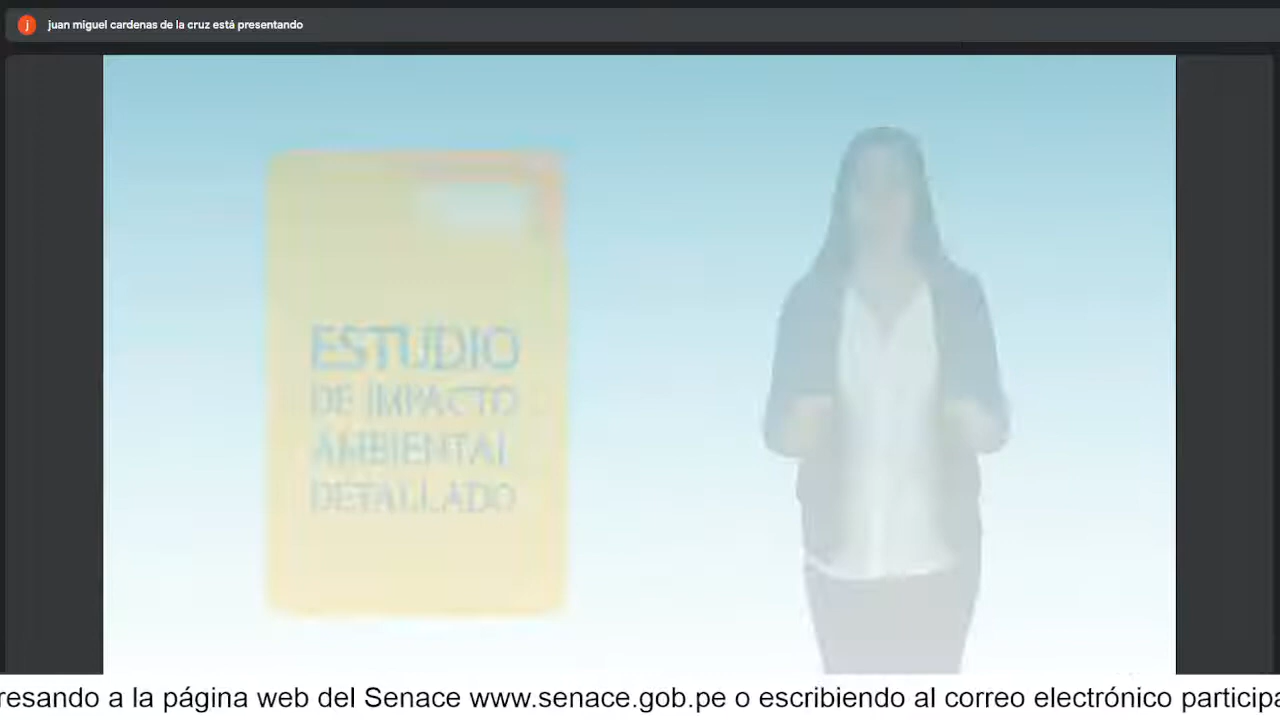 j
juan miguel cardenas de la cruz está presentando
ESTUDIO
DE IMPACTO
AMBIENTAL
DETALLADO
resando a la página web del Senace www.senace.gob.pe o escribiendo al correo electrónico participa